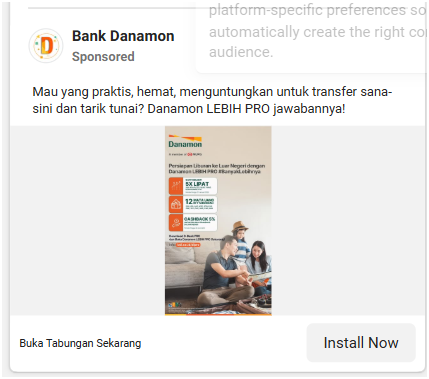 platform-specific preferences so
automatically create the right co
audience.
Bank Danamon
Sponsored
Mau yang praktis, hemat, menguntungkan untuk transfer sana-
sini dan tarik tunai? Danamon LEBIH PRO jawabannya!
Danamon
Persiapan Liburan ke Luar Negeri dengan
Danamon LEBIH PRO #BanyakLebihnya
5X LIPAT
12
CASHBACK 5%
Buka Tabungan Sekarang
Install Now